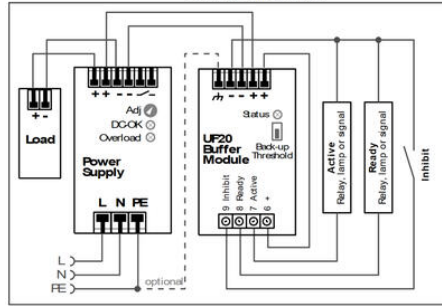 + -
Load
+ + - -
Adj
DC-OK
Overload
Power
Supply
L N PE
L
N
PE
optional
- - + +
Status
UF20
Buffer
Module
Back-up
Threshold
9 Inhibit
8 Ready
7 Active
6 +
Active
Relay, lamp or signal
Ready
Relay, lamp or signal
Inhibit